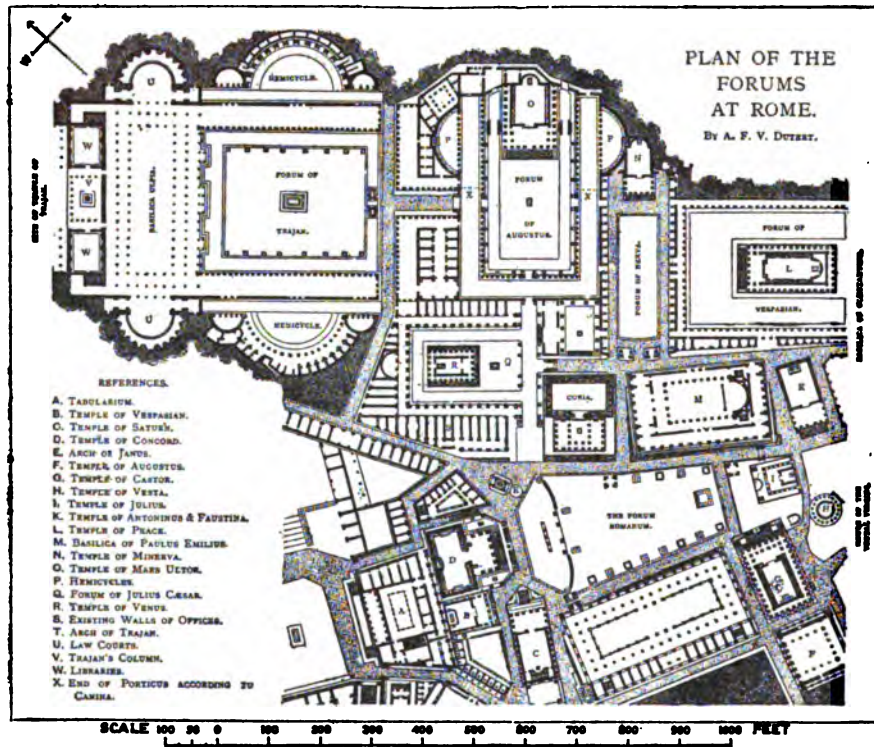 PLAN OF THE
FORUMS
AT ROME.
BY A. F. V. DUTERT.
HEMICYCLE.
U
W
V
W
U
BASILICA ULPIA.
SITE OF TEMPLE OF
TRAJAN.
FORUM OF
TRAJAN.
HEMICYCLE.
O
P
P
N
X
X
FORUM
OF
AUGUSTUS.
FORUM OF NERVA.
FORUM OF
L
VESPASIAN.
R
Q
CURIA.
M
K
THE FORUM
ROMANUM.
D
A
B
C
F
REFERENCES.
A. TABULARIUM.
B. TEMPLE OF VESPASIAN.
C. TEMPLE OF SATURN.
D. TEMPLE OF CONCORD.
E. ARCH OF JANUS.
F. TEMPLE OF AUGUSTUS.
G. TEMPLE OF CASTOR.
H. TEMPLE OF VESTA.
I. TEMPLE OF JULIUS.
K. TEMPLE OF ANTONINUS & FAUSTINA.
L. TEMPLE OF PEACE.
M. BASILICA OF PAULUS EMILIUS.
N. TEMPLE OF MINERVA.
O. TEMPLE OF MARS ULTOR.
P. HEMICYCLES.
Q. FORUM OF JULIUS CÆSAR.
R. TEMPLE OF VENUS.
S. EXISTING WALLS OF OFFICES.
T. ARCH OF TRAJAN.
U. LAW COURTS.
V. TRAJAN'S COLUMN.
W. LIBRARIES.
X. END OF PORTICUS ACCORDING TO
CANINA.
SCALE 100 50 0 100 200 300 400 500 600 700 800 900 1000 FEET